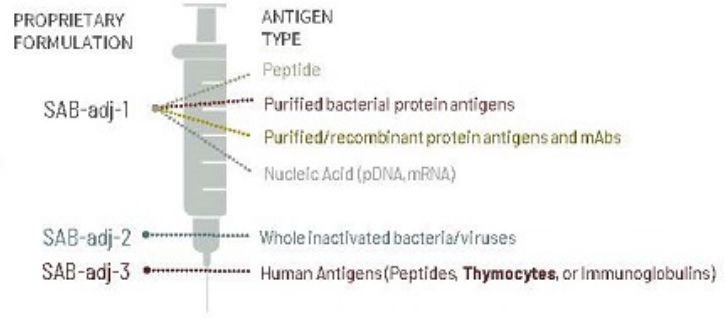 PROPRIETARY
FORMULATION
ANTIGEN
TYPE
SAB-adj-1
Peptide
Purified bacterial protein antigens
Purified/recombinant protein antigens and mAbs
Nucleic Acid (pDNA, mRNA)
SAB-adj-2
Whole inactivated bacteria/viruses
SAB-adj-3
Human Antigens (Peptides, Thymocytes, or Immunoglobulins)